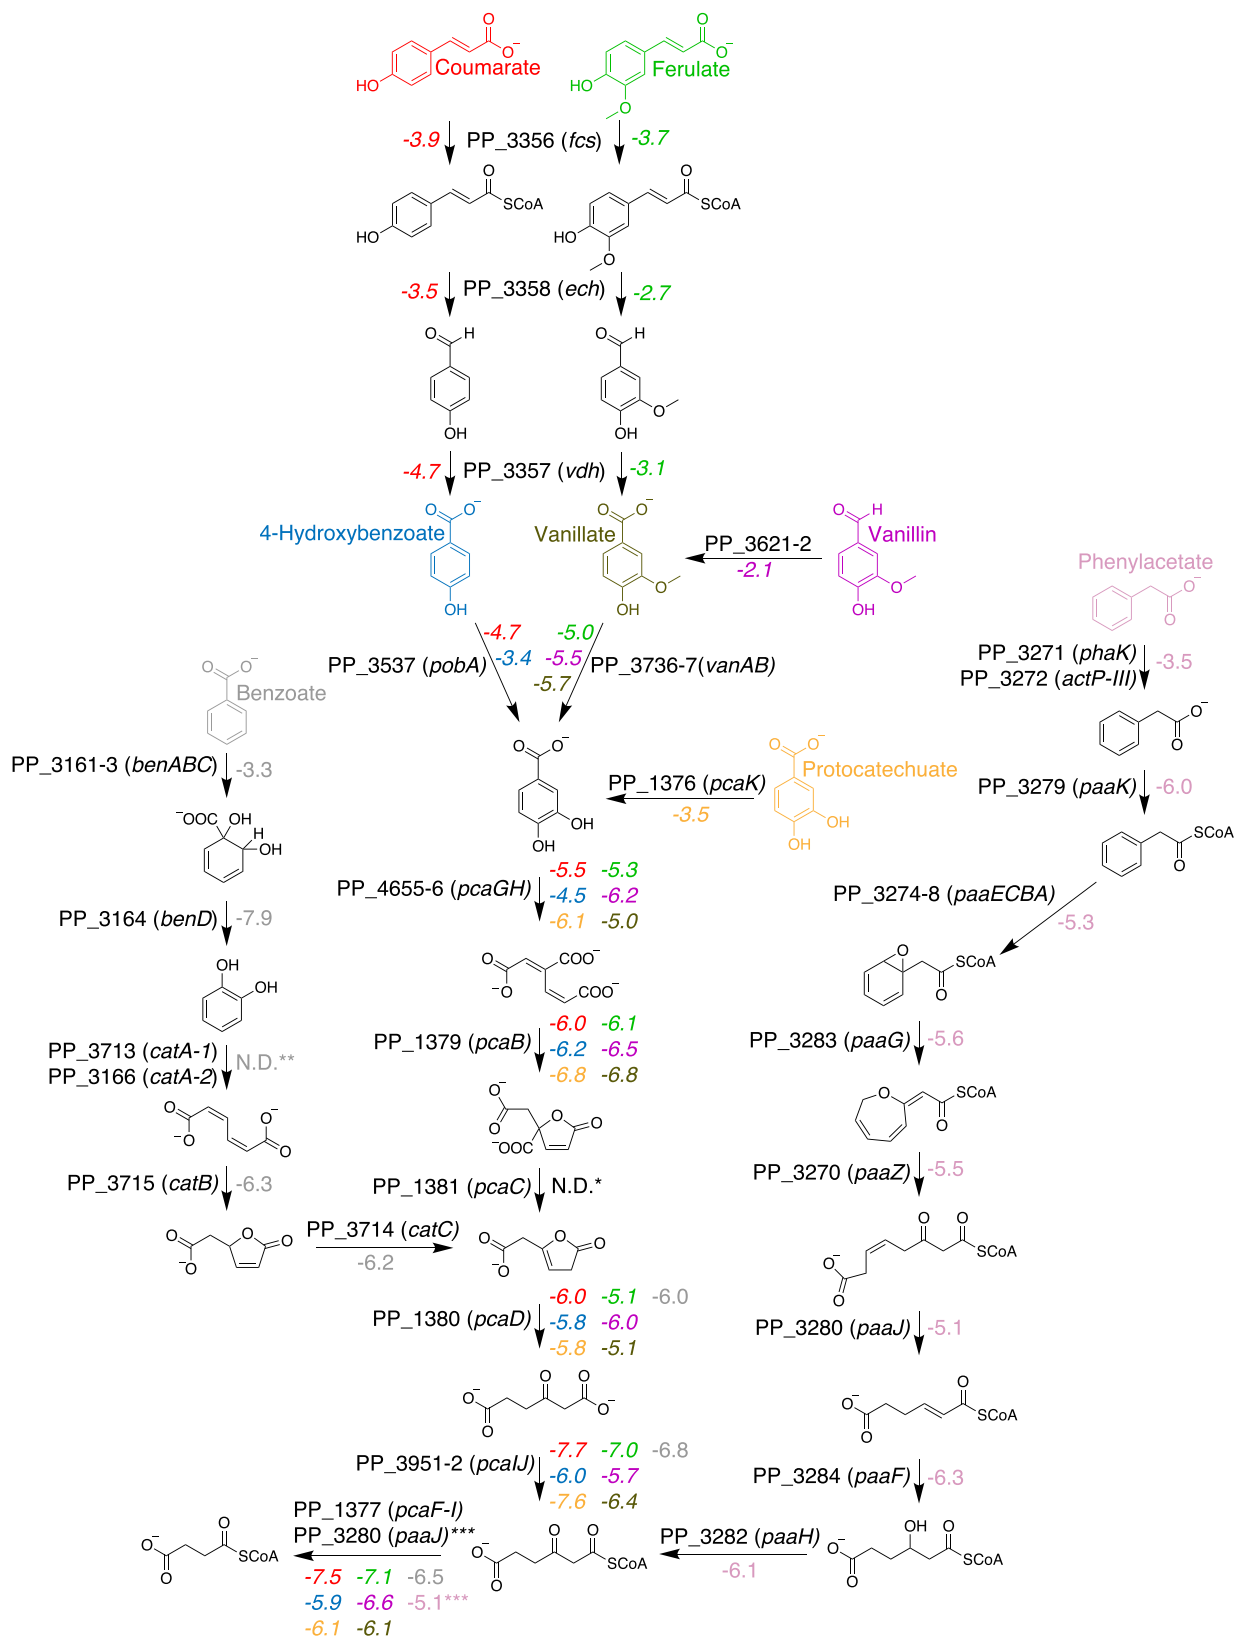 O
O⁻
HO
Coumarate
O
O⁻
HO
O
Ferulate
-3.9
PP_3356 (fcs)
-3.7
O
SCoA
HO
O
SCoA
HO
O
-3.5
PP_3358 (ech)
-2.7
O
H
OH
O
H
O
OH
-4.7
PP_3357 (vdh)
-3.1
O
O⁻
4-Hydroxybenzoate
OH
O
O⁻
Vanillate
O
OH
PP_3621-2
-2.1
O
H
Vanillin
O
OH
Phenylacetate
O⁻
O
-4.7
-5.0
PP_3537 (pobA)
-3.4
-5.5
PP_3736-7(vanAB)
-5.7
PP_3271 (phaK)
PP_3272 (actP-III)
-3.5
O
O⁻
Benzoate
O⁻
O
PP_3161-3 (benABC)
-3.3
O
O⁻
OH
OH
PP_1376 (pcaK)
-3.5
O
O⁻
Protocatechuate
OH
OH
PP_3279 (paaK)
-6.0
⁻OOC
OH
H
OH
SCoA
O
-5.5
-5.3
PP_4655-6 (pcaGH)
-4.5
-6.2
-6.1
-5.0
PP_3274-8 (paaECBA)
-5.3
PP_3164 (benD)
-7.9
OH
OH
O
⁻O
COO⁻
COO⁻
O
SCoA
O
-6.0
-6.1
PP_1379 (pcaB)
-6.2
-6.5
-6.8
-6.8
PP_3283 (paaG)
-5.6
PP_3713 (catA-1)
PP_3166 (catA-2)
N.D.**
O
⁻O
O⁻
O
O⁻
O
O
O
⁻OOC
O
SCoA
O
PP_3715 (catB)
-6.3
PP_1381 (pcaC)
N.D.*
PP_3270 (paaZ)
-5.5
O
O⁻
O
O
PP_3714 (catC)
-6.2
O
O⁻
O
O
O
O
O⁻
O
SCoA
-6.0
-5.1
-6.0
PP_1380 (pcaD)
-5.8
-6.0
-5.8
-5.1
PP_3280 (paaJ)
-5.1
O⁻
O
O
O
O⁻
O⁻
O
O
SCoA
-7.7
-7.0
-6.8
PP_3951-2 (pcaIJ)
-6.0
-5.7
-7.6
-6.4
PP_3284 (paaF)
-6.3
O⁻
O
O
SCoA
PP_1377 (pcaF-I)
PP_3280 (paaJ)***
O⁻
O
O
O
SCoA
PP_3282 (paaH)
-6.1
O⁻
O
OH
O
SCoA
-7.5
-7.1
-6.5
-5.9
-6.6
-5.1***
-6.1
-6.1